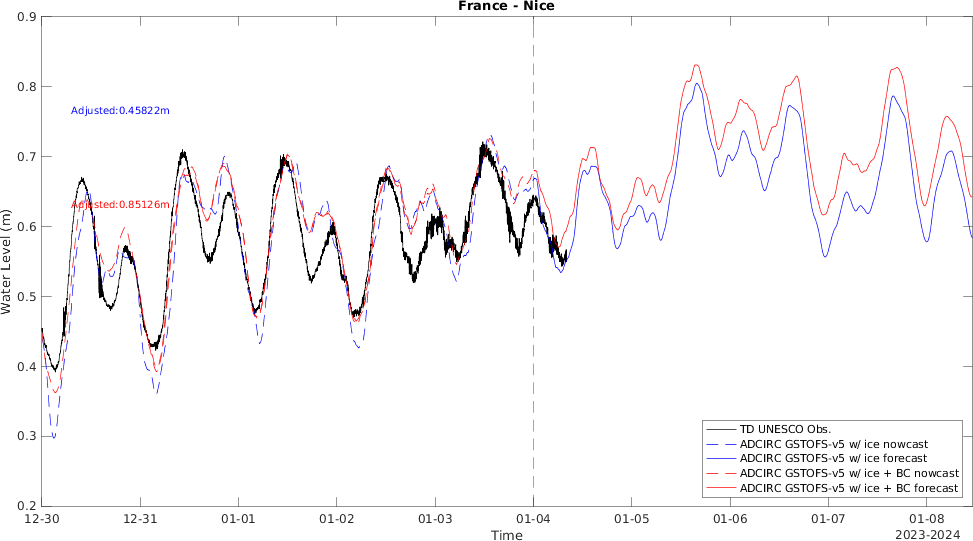 France - Nice
0.9
0.8
0.7
0.6
0.5
0.4
0.3
0.2
Water Level (m)
Adjusted:0.45822m
Adjusted:0.85126m
TD UNESCO Obs.
ADCIRC GSTOFS-v5 w/ ice nowcast
ADCIRC GSTOFS-v5 w/ ice forecast
ADCIRC GSTOFS-v5 w/ ice + BC nowcast
ADCIRC GSTOFS-v5 w/ ice + BC forecast
12-30 12-31 01-01 01-02 01-03 01-04 01-05 01-06 01-07 01-08
Time
2023-2024